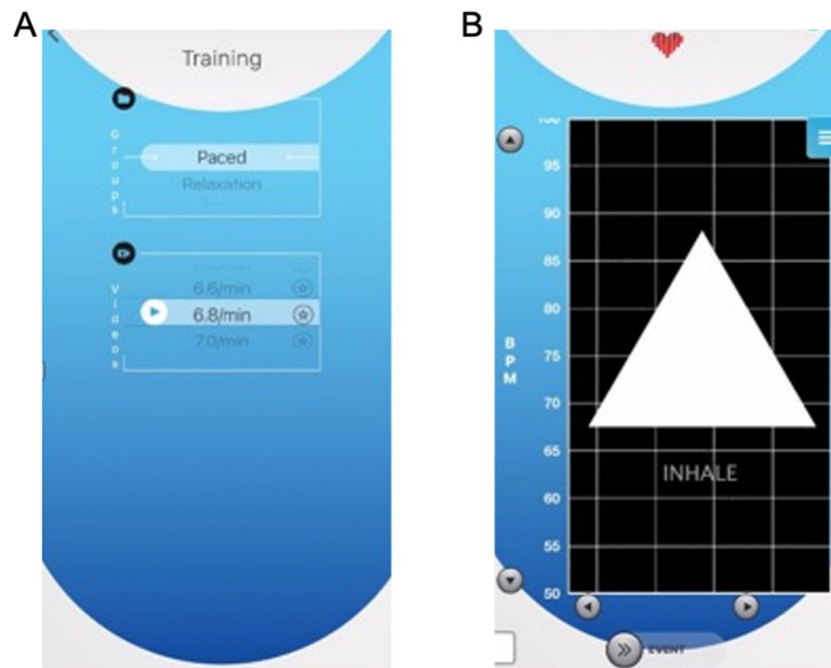 A
Training
Groups
Paced
Relaxation
Videos
6.6/min
6.8/min
7.0/min
B
100
95
90
85
80
75
70
65
60
55
50
BPM
INHALE
EVENT